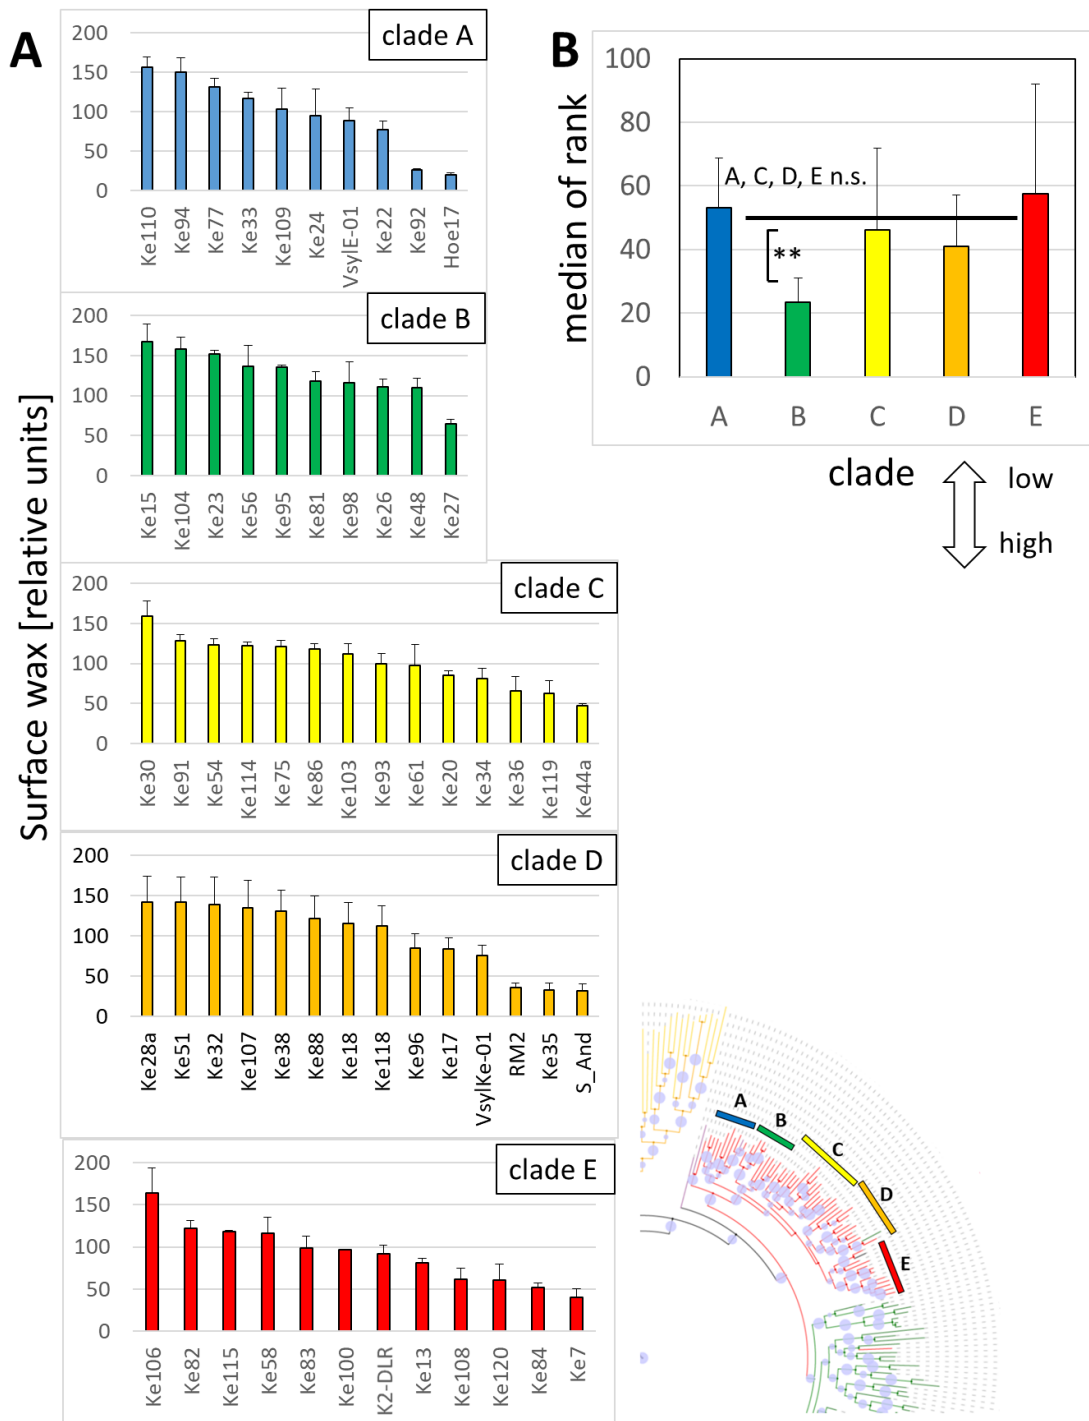 A
Surface wax [relative units]
clade A
200
150
100
50
0
Ke110
Ke94
Ke77
Ke33
Ke109
Ke24
VsylE-01
Ke22
Ke92
Hoe17
clade B
200
150
100
50
0
Ke15
Ke104
Ke23
Ke56
Ke95
Ke81
Ke98
Ke26
Ke48
Ke27
clade C
200
150
100
50
0
Ke30
Ke91
Ke54
Ke114
Ke75
Ke86
Ke103
Ke93
Ke61
Ke20
Ke34
Ke36
Ke119
Ke44a
clade D
200
150
100
50
0
Ke28a
Ke51
Ke32
Ke107
Ke38
Ke88
Ke18
Ke118
Ke96
Ke17
VsylKe-01
RM2
Ke35
S_And
clade E
200
150
100
50
0
Ke106
Ke82
Ke115
Ke58
Ke83
Ke100
K2-DLR
Ke13
Ke108
Ke120
Ke84
Ke7
B
median of rank
100
80
60
40
20
0
A, C, D, E n.s.
**
A B C D E
clade
low
high
A
B
C
D
E